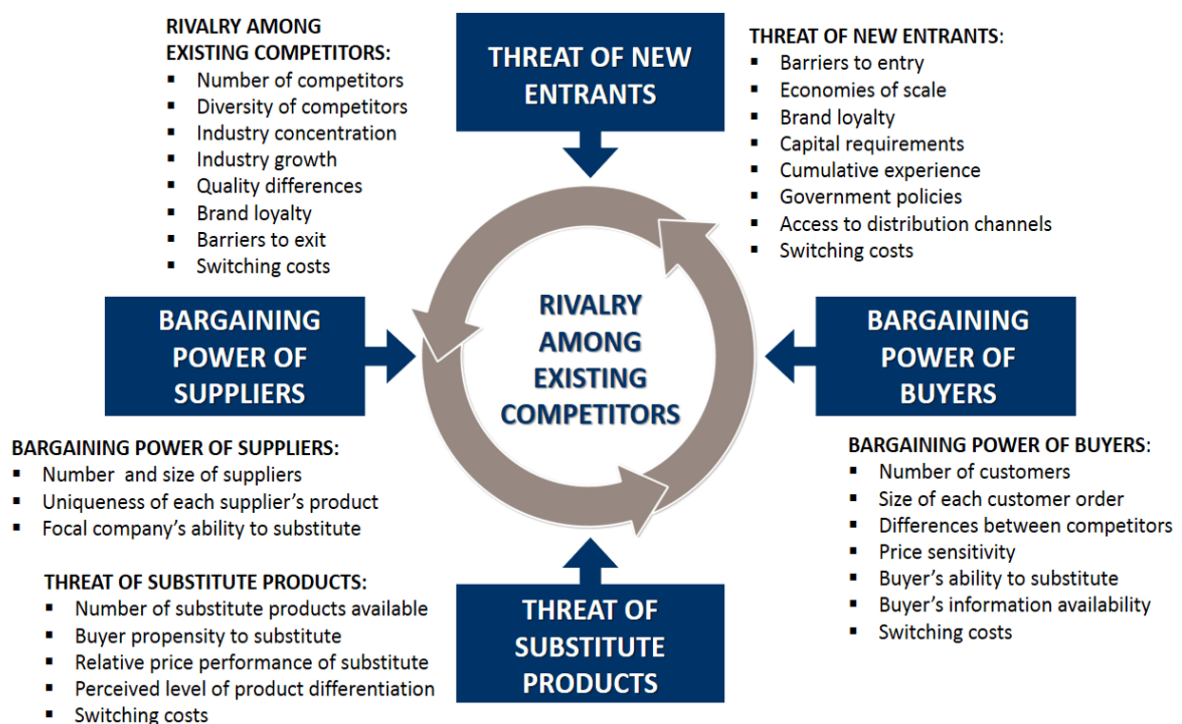 RIVALRY AMONG
EXISTING COMPETITORS:
▪ Number of competitors
▪ Diversity of competitors
▪ Industry concentration
▪ Industry growth
▪ Quality differences
▪ Brand loyalty
▪ Barriers to exit
▪ Switching costs
THREAT OF NEW
ENTRANTS
THREAT OF NEW ENTRANTS:
▪ Barriers to entry
▪ Economies of scale
▪ Brand loyalty
▪ Capital requirements
▪ Cumulative experience
▪ Government policies
▪ Access to distribution channels
▪ Switching costs
BARGAINING
POWER OF
SUPPLIERS
RIVALRY
AMONG
EXISTING
COMPETITORS
BARGAINING
POWER OF
BUYERS
BARGAINING POWER OF SUPPLIERS:
▪ Number and size of suppliers
▪ Uniqueness of each supplier’s product
▪ Focal company’s ability to substitute
BARGAINING POWER OF BUYERS:
▪ Number of customers
▪ Size of each customer order
▪ Differences between competitors
▪ Price sensitivity
▪ Buyer’s ability to substitute
▪ Buyer’s information availability
▪ Switching costs
THREAT OF SUBSTITUTE PRODUCTS:
▪ Number of substitute products available
▪ Buyer propensity to substitute
▪ Relative price performance of substitute
▪ Perceived level of product differentiation
▪ Switching costs
THREAT OF
SUBSTITUTE
PRODUCTS